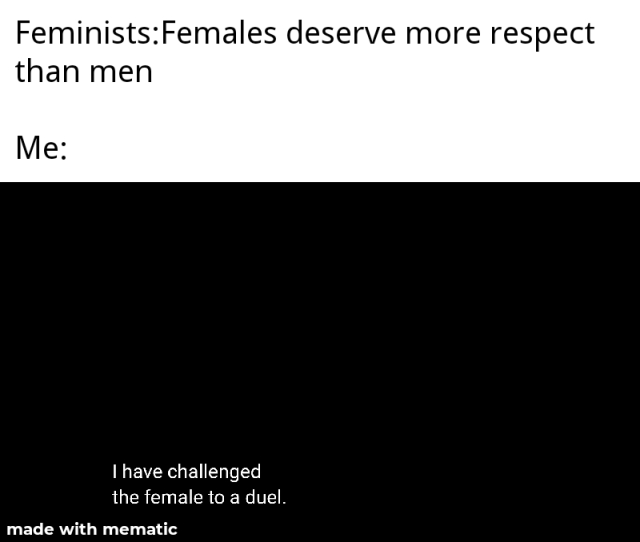 Feminists:Females deserve more respect
than men
Me:
I have challenged
the female to a duel.
made with mematic